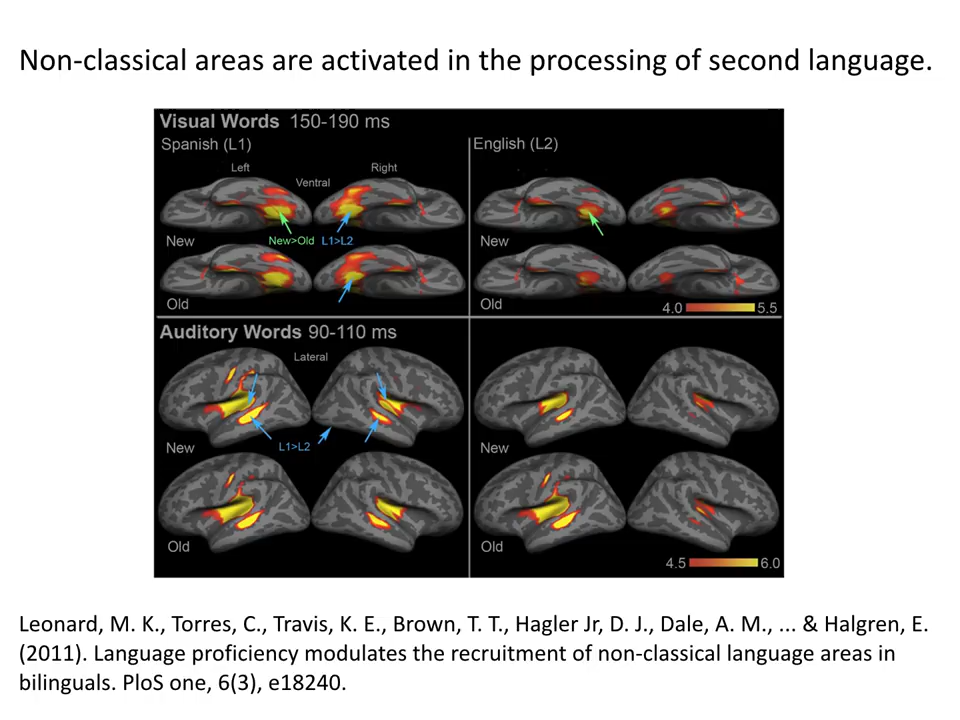 Non-classical areas are activated in the processing of second language.
Visual Words 150-190 ms
Spanish (L1)
English (L2)
Left
Right
Ventral
New>Old
L1>L2
New
New
Old
Old
4.0
5.5
Auditory Words 90-110 ms
Lateral
L1>L2
New
New
Old
Old
4.5
6.0
Leonard, M. K., Torres, C., Travis, K. E., Brown, T. T., Hagler Jr, D. J., Dale, A. M., ... & Halgren, E.
(2011). Language proficiency modulates the recruitment of non-classical language areas in
bilinguals. PloS one, 6(3), e18240.